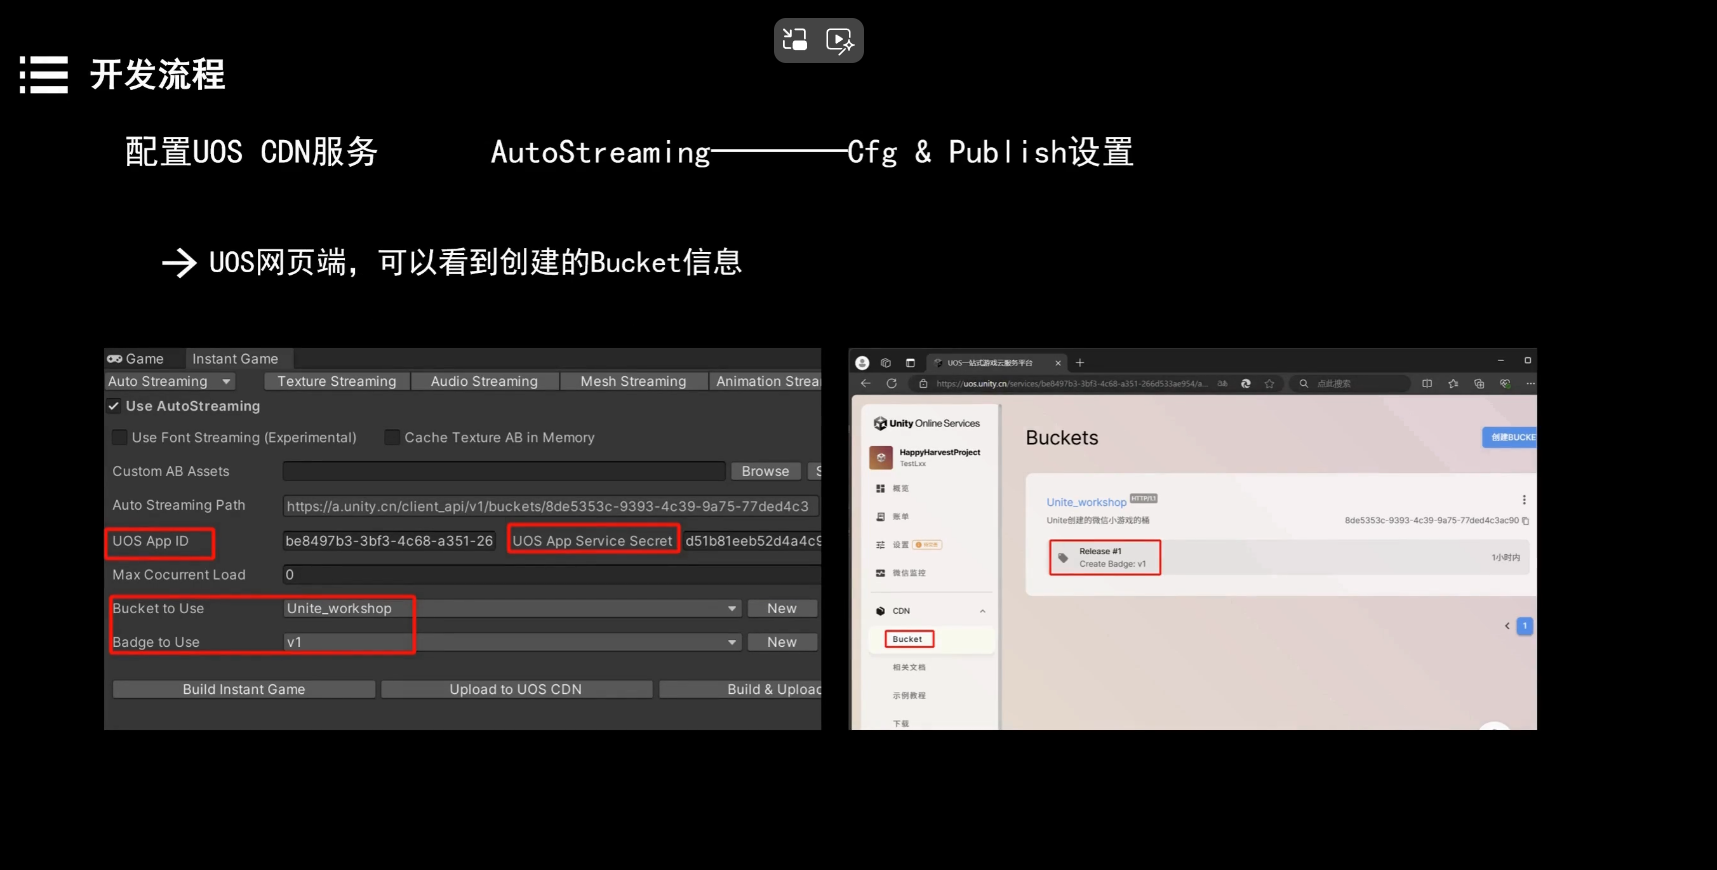 开发流程
配置UOS CDN服务 AutoStreaming————Cfg & Publish设置
→ UOS网页端，可以看到创建的Bucket信息
Game Instant Game
Auto Streaming Texture Streaming Audio Streaming Mesh Streaming Animation Strea
Use AutoStreaming
Use Font Streaming (Experimental) Cache Texture AB in Memory
Custom AB Assets Browse S
Auto Streaming Path https://a.unity.cn/client_api/v1/buckets/8de5353c-9393-4c39-9a75-77ded4c3
UOS App ID be8497b3-3bf3-4c68-a351-26 UOS App Service Secret d51b81eeb52d4a4c9
Max Cocurrent Load 0
Bucket to Use Unite_workshop New
Badge to Use v1 New
Build Instant Game Upload to UOS CDN Build & Upload
UOS一站式游戏云服务平台
https://uos.unity.cn/services/be8497b3-3bf3-4c68-a351-266d533ae954/a... 点此搜索
Unity Online Services
HappyHarvestProject
TestLxx
概览
账单
设置
微信监控
CDN
Bucket
相关文档
示例教程
下载
Buckets
创建BUCKE
Unite_workshop HTTP/1.1
Unite创建的微信小游戏的桶 8de5353c-9393-4c39-9a75-77ded4c3ac90
Release #1
Create Badge: v1 1小时内
1